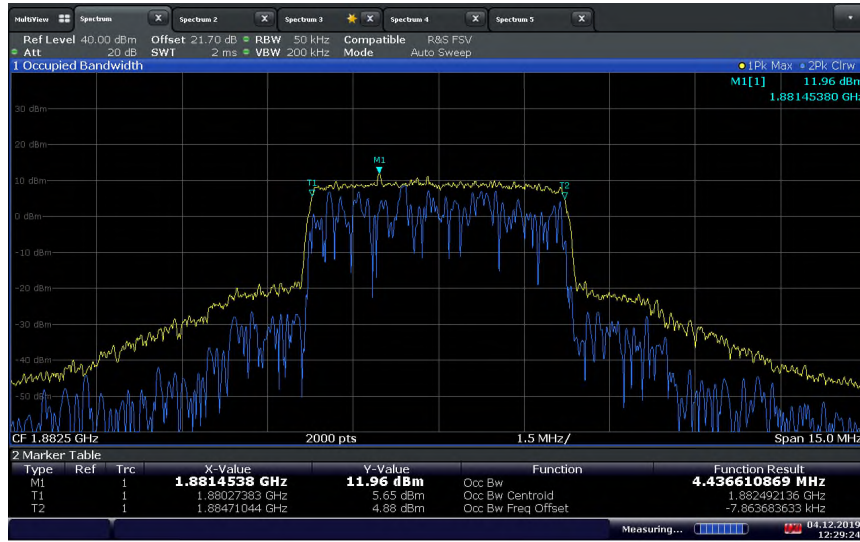 MultiView Spectrum X Spectrum 2 X Spectrum 3 X Spectrum 4 X Spectrum 5 X
Ref Level 40.00 dBm Offset 21.70 dB RBW 50 kHz Compatible R&S FSV
Att 20 dB SWT 2 ms VBW 200 kHz Mode Auto Sweep
1 Occupied Bandwidth 1Pk Max 2Pk Clrw
M1[1] 11.96 dBm
1.88145380 GHz
30 dBm
20 dBm
M1
10 dBm
T1 T2
0 dBm
-10 dBm
-20 dBm
-30 dBm
-40 dBm
-50 dBm
CF 1.8825 GHz 2000 pts 1.5 MHz/ Span 15.0 MHz
2 Marker Table
Type Ref Trc X-Value Y-Value Function Function Result
M1 1 1.8814538 GHz 11.96 dBm Occ Bw 4.436610869 MHz
T1 1 1.88027383 GHz 5.65 dBm Occ Bw Centroid 1.882492136 GHz
T2 1 1.88471044 GHz 4.88 dBm Occ Bw Freq Offset -7.863683633 kHz
Measuring... 04.12.2019
12:29:24